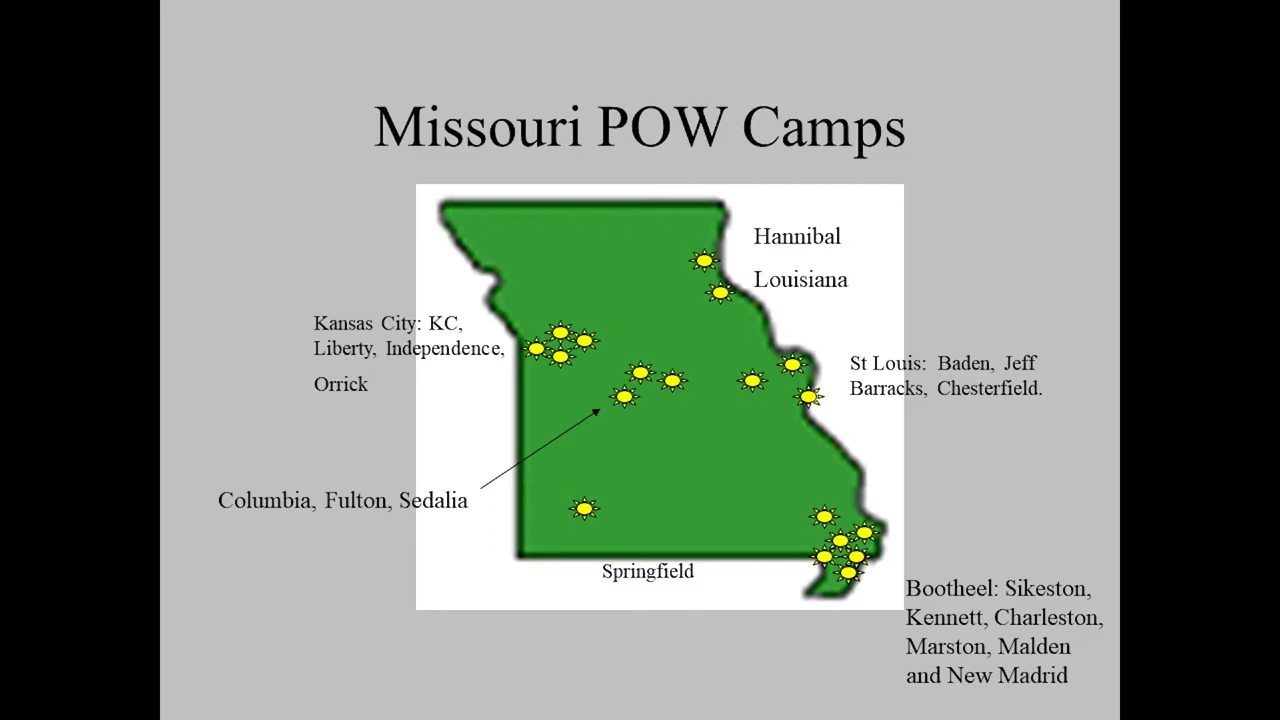 Missouri POW Camps
Hannibal
Louisiana
Kansas City: KC,
Liberty, Independence,
Orrick
St Louis: Baden, Jeff
Barracks, Chesterfield.
Columbia, Fulton, Sedalia
Springfield
Bootheel: Sikeston,
Kennett, Charleston,
Marston, Malden
and New Madrid